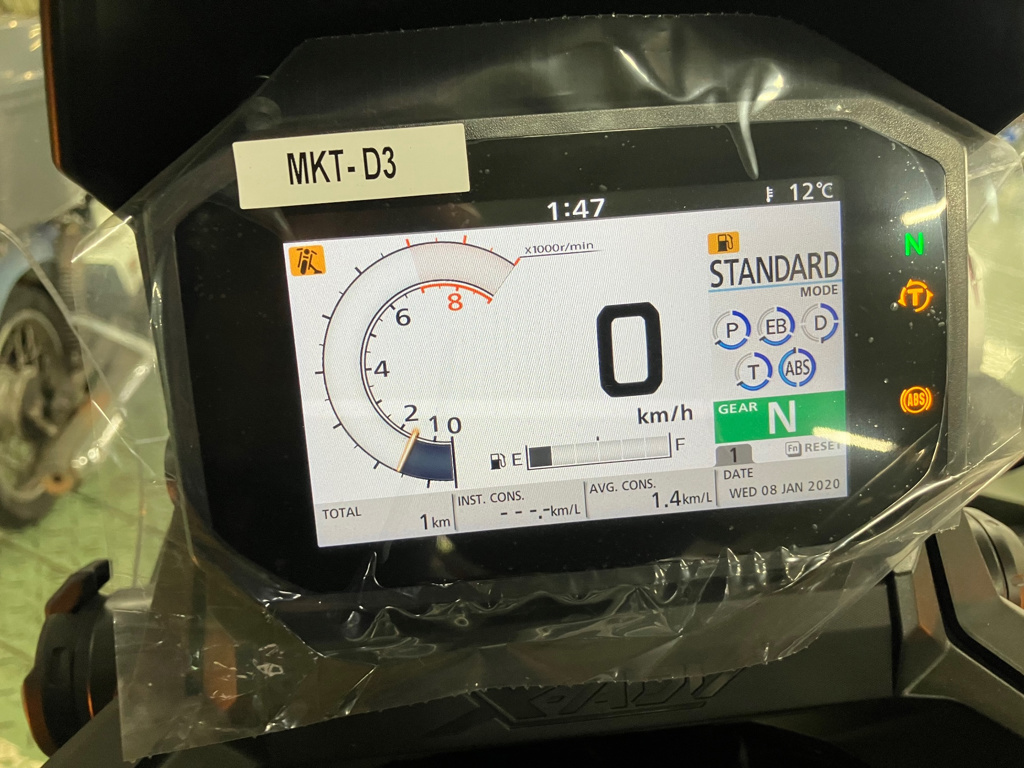 MKT- D3
1:47
12°C
x1000r/min
8
6
4
2
1
0
0
km/h
E
F
STANDARD
MODE
P
EB
D
T
ABS
GEAR N
1
Fn RESET
TOTAL
1km
INST. CONS.
- - -.-km/L
AVG. CONS.
1.4km/L
DATE
WED 08 JAN 2020
N
T
ABS
X-ADV